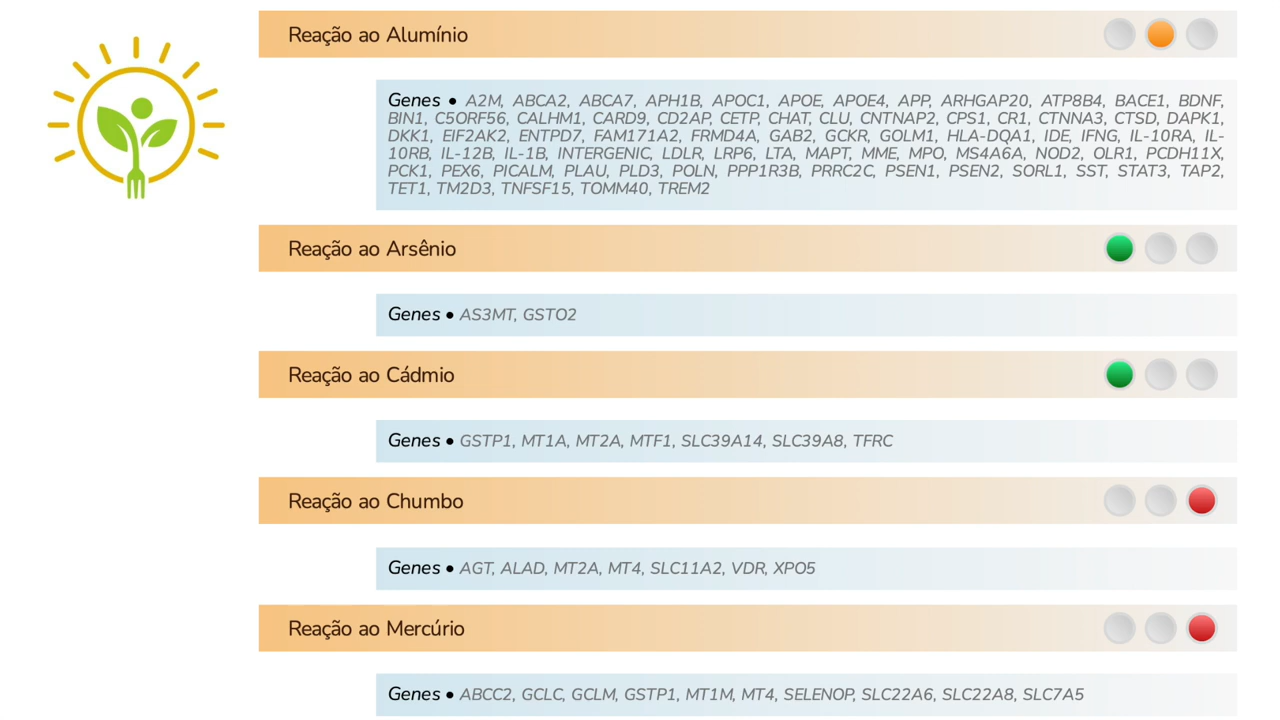 Reação ao Alumínio
Genes • A2M, ABCA2, ABCA7, APH1B, APOC1, APOE, APOE4, APP, ARHGAP20, ATP8B4, BACE1, BDNF,
BIN1, C5ORF56, CALHM1, CARD9, CD2AP, CETP, CHAT, CLU, CNTNAP2, CPS1, CR1, CTNNA3, CTSD, DAPK1,
DKK1, EIF2AK2, ENTPD7, FAM171A2, FRMD4A, GAB2, GCKR, GOLM1, HLA-DQA1, IDE, IFNG, IL-10RA, IL-
10RB, IL-12B, IL-1B, INTERGENIC, LDLR, LRP6, LTA, MAPT, MME, MPO, MS4A6A, NOD2, OLR1, PCDH11X,
PCK1, PEX6, PICALM, PLAU, PLD3, POLN, PPP1R3B, PRRC2C, PSEN1, PSEN2, SORL1, SST, STAT3, TAP2,
TET1, TM2D3, TNFSF15, TOMM40, TREM2
Reação ao Arsênio
Genes • AS3MT, GSTO2
Reação ao Cádmio
Genes • GSTP1, MT1A, MT2A, MTF1, SLC39A14, SLC39A8, TFRC
Reação ao Chumbo
Genes • AGT, ALAD, MT2A, MT4, SLC11A2, VDR, XPO5
Reação ao Mercúrio
Genes • ABCC2, GCLC, GCLM, GSTP1, MT1M, MT4, SELENOP, SLC22A6, SLC22A8, SLC7A5